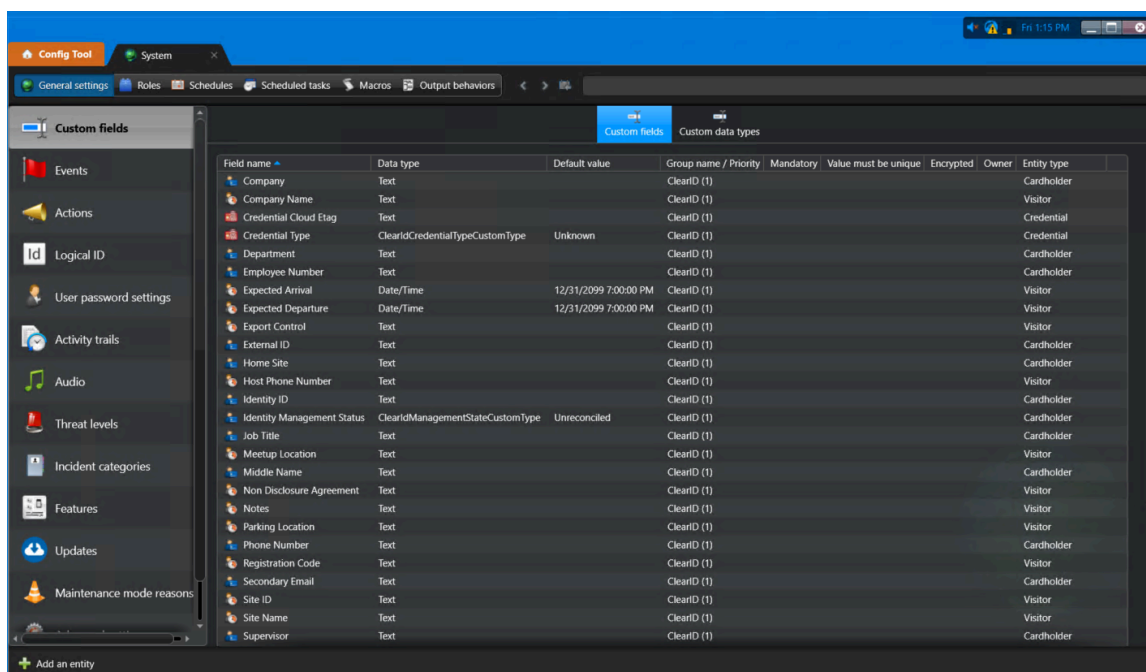 Fri 1:15 PM
Config Tool
System
General settings Roles Schedules Scheduled tasks Macros Output behaviors
Custom fields
Events
Actions
Id Logical ID
User password settings
Activity trails
Audio
Threat levels
Incident categories
Features
Updates
Maintenance mode reasons
Add an entity
Custom fields Custom data types
Field name Data type Default value Group name / Priority Mandatory Value must be unique Encrypted Owner Entity type
Company Text ClearID (1) Cardholder
Company Name Text ClearID (1) Visitor
Credential Cloud Etag Text ClearID (1) Credential
Credential Type ClearIdCredentialTypeCustomType Unknown ClearID (1) Credential
Department Text ClearID (1) Cardholder
Employee Number Text ClearID (1) Cardholder
Expected Arrival Date/Time 12/31/2099 7:00:00 PM ClearID (1) Visitor
Expected Departure Date/Time 12/31/2099 7:00:00 PM ClearID (1) Visitor
Export Control Text ClearID (1) Visitor
External ID Text ClearID (1) Cardholder
Home Site Text ClearID (1) Cardholder
Host Phone Number Text ClearID (1) Visitor
Identity ID Text ClearID (1) Cardholder
Identity Management Status ClearIdManagementStateCustomType Unreconciled ClearID (1) Cardholder
Job Title Text ClearID (1) Cardholder
Meetup Location Text ClearID (1) Visitor
Middle Name Text ClearID (1) Cardholder
Non Disclosure Agreement Text ClearID (1) Visitor
Notes Text ClearID (1) Visitor
Parking Location Text ClearID (1) Visitor
Phone Number Text ClearID (1) Cardholder
Registration Code Text ClearID (1) Visitor
Secondary Email Text ClearID (1) Cardholder
Site ID Text ClearID (1) Visitor
Site Name Text ClearID (1) Visitor
Supervisor Text ClearID (1) Cardholder